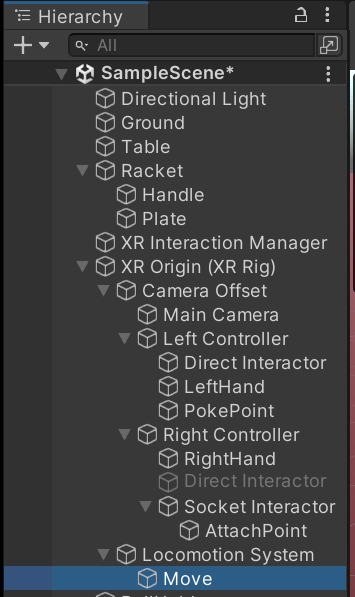 Hierarchy
All
SampleScene*
Directional Light
Ground
Table
Racket
Handle
Plate
XR Interaction Manager
XR Origin (XR Rig)
Camera Offset
Main Camera
Left Controller
Direct Interactor
LeftHand
PokePoint
Right Controller
RightHand
Direct Interactor
Socket Interactor
AttachPoint
Locomotion System
Move